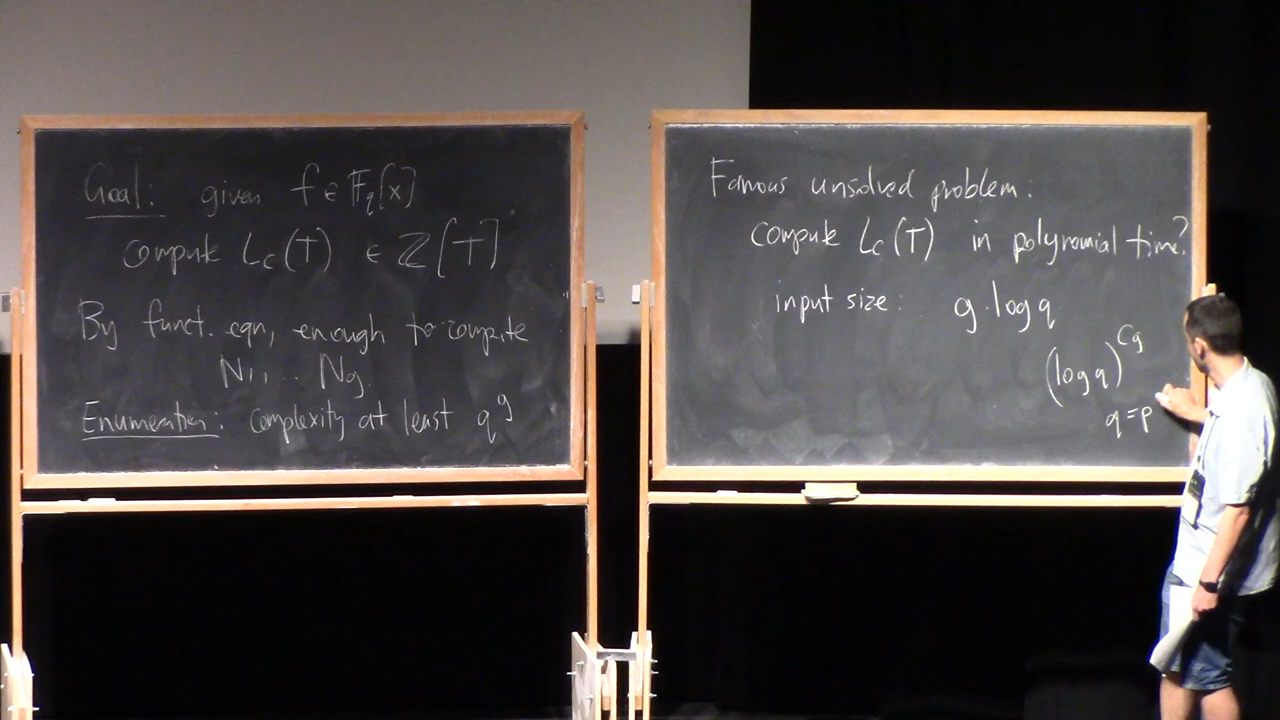 Goal: given f ∈ F_q[x]
compute L_C(T) ∈ Z[T]
By funct. eqn, enough to compute
N_1, ... N_g.
Enumeration: complexity at least q^g
Famous unsolved problem:
compute L_C(T) in polynomial time?
input size: g·log q
(log q)^{Cg}
q = p